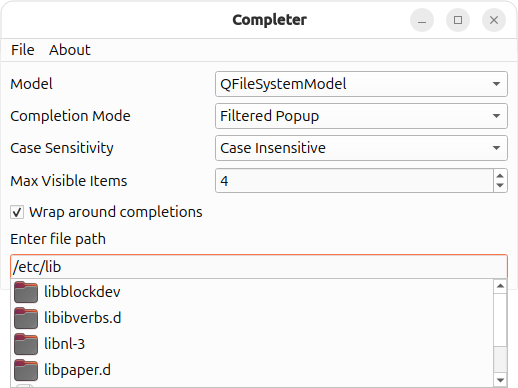 Completer
File About
Model QFileSystemModel
Completion Mode Filtered Popup
Case Sensitivity Case Insensitive
Max Visible Items 4
Wrap around completions
Enter file path
/etc/lib
libblockdev
libibverbs.d
libnl-3
libpaper.d